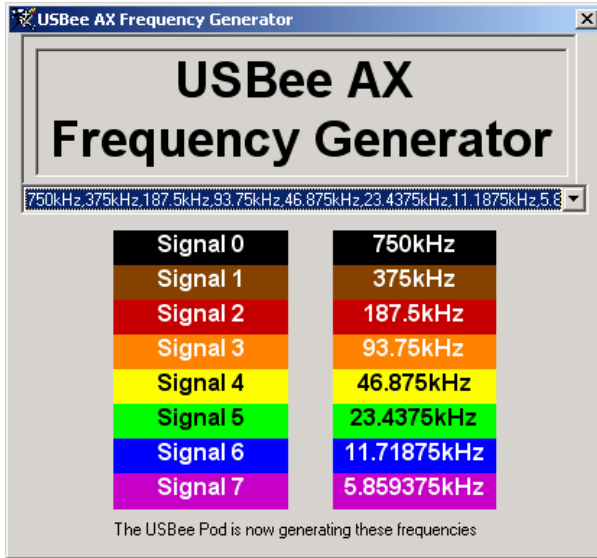 USBee AX Frequency Generator
USBee AX
Frequency Generator
750kHz,375kHz,187.5kHz,93.75kHz,46.875kHz,23.4375kHz,11.1875kHz,5.8
Signal 0 750kHz
Signal 1 375kHz
Signal 2 187.5kHz
Signal 3 93.75kHz
Signal 4 46.875kHz
Signal 5 23.4375kHz
Signal 6 11.71875kHz
Signal 7 5.859375kHz
The USBee Pod is now generating these frequencies